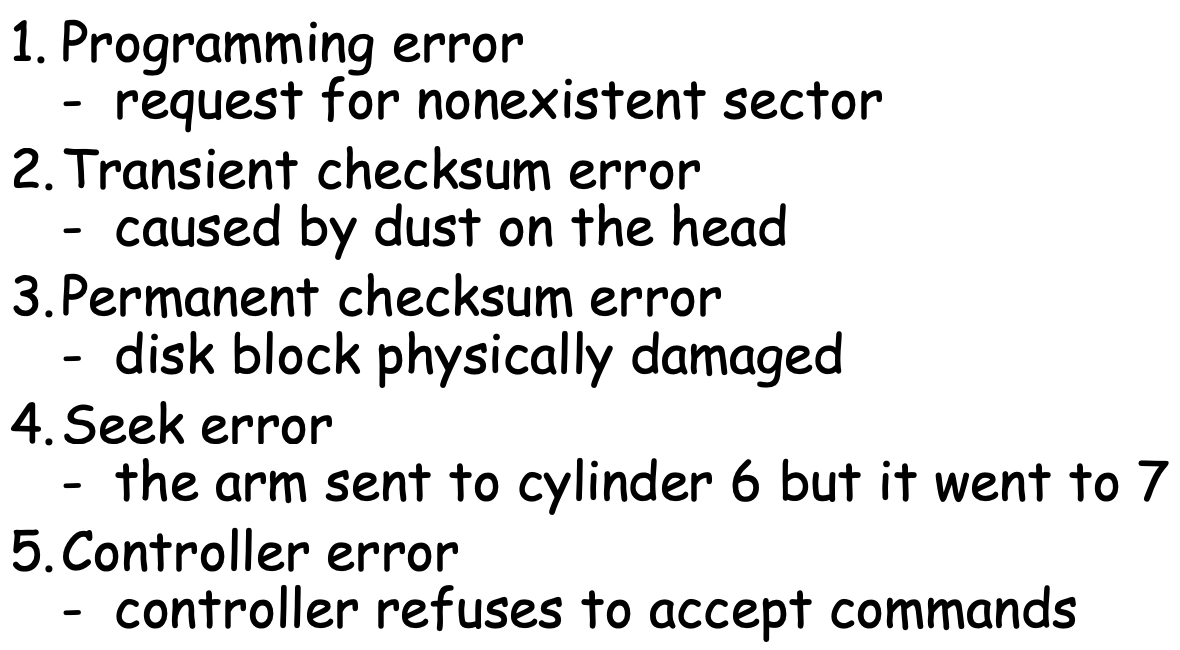 1. Programming error
- request for nonexistent sector
2. Transient checksum error
- caused by dust on the head
3. Permanent checksum error
- disk block physically damaged
4. Seek error
- the arm sent to cylinder 6 but it went to 7
5. Controller error
- controller refuses to accept commands